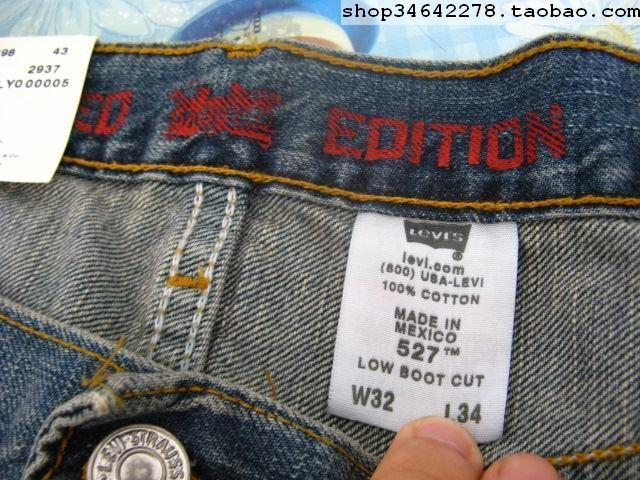 shop34642278.taobao.com
98 43
2937
LY000005
ED EDITION
LEVI'S
®
levi.com
(800) USA-LEVI
100% COTTON
MADE IN
MEXICO
527™
LOW BOOT CUT
W32 L34
LEVI STRAUSS